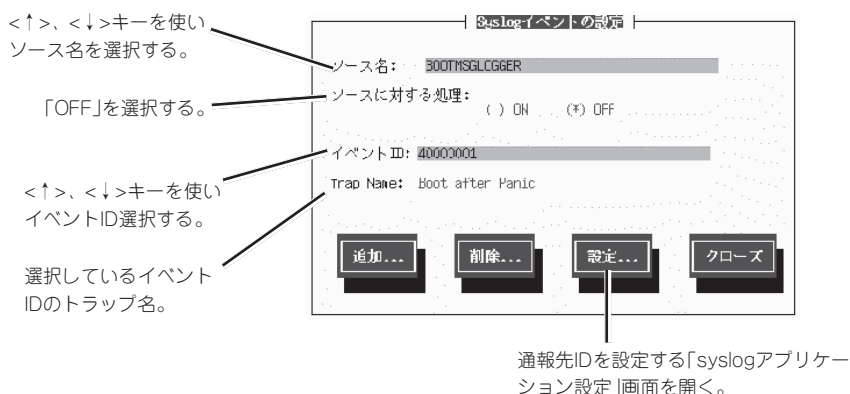 <↑>、<↓>キーを使い
ソース名を選択する。
「OFF」を選択する。
<↑>、<↓>キーを使い
イベントID選択する。
選択しているイベント
IDのトラップ名。
Syslogイベントの設定
ソース名: BOOTMSGLOGGER
ソースに対する処理:
( ) ON (*) OFF
イベントID: 40000001
Trap Name: Boot after Panic
追加... 削除... 設定... クローズ
通報先IDを設定する「syslogアプリケー
ション設定」画面を開く。